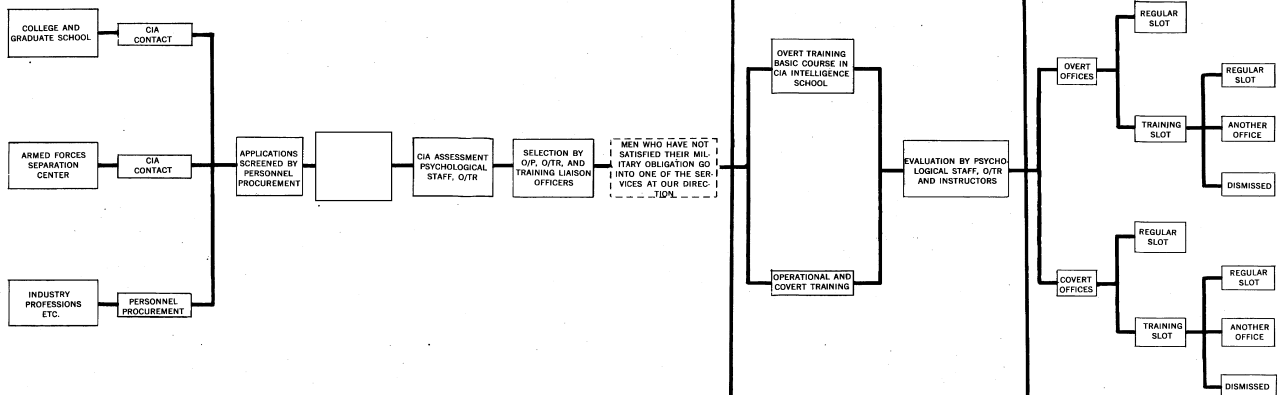 COLLEGE AND
GRADUATE SCHOOL
CIA
CONTACT
ARMED FORCES
SEPARATION
CENTER
CIA
CONTACT
INDUSTRY
PROFESSIONS
ETC.
PERSONNEL
PROCUREMENT
APPLICATIONS
SCREENED BY
PERSONNEL
PROCUREMENT
CIA ASSESSMENT
PSYCHOLOGICAL
STAFF, O/TR
SELECTION BY
O/P, O/TR, AND
TRAINING LIAISON
OFFICERS
MEN WHO HAVE NOT
SATISFIED THEIR MIL-
ITARY OBLIGATION GO
INTO ONE OF THE SER-
VICES AT OUR DIREC-
TION
OVERT TRAINING
BASIC COURSE IN
CIA INTELLIGENCE
SCHOOL
OPERATIONAL AND
COVERT TRAINING
EVALUATION BY PSYCHO-
LOGICAL STAFF, O/TR
AND INSTRUCTORS
OVERT
OFFICES
REGULAR
SLOT
TRAINING
SLOT
REGULAR
SLOT
ANOTHER
OFFICE
DISMISSED
COVERT
OFFICES
REGULAR
SLOT
TRAINING
SLOT
REGULAR
SLOT
ANOTHER
OFFICE
DISMISSED